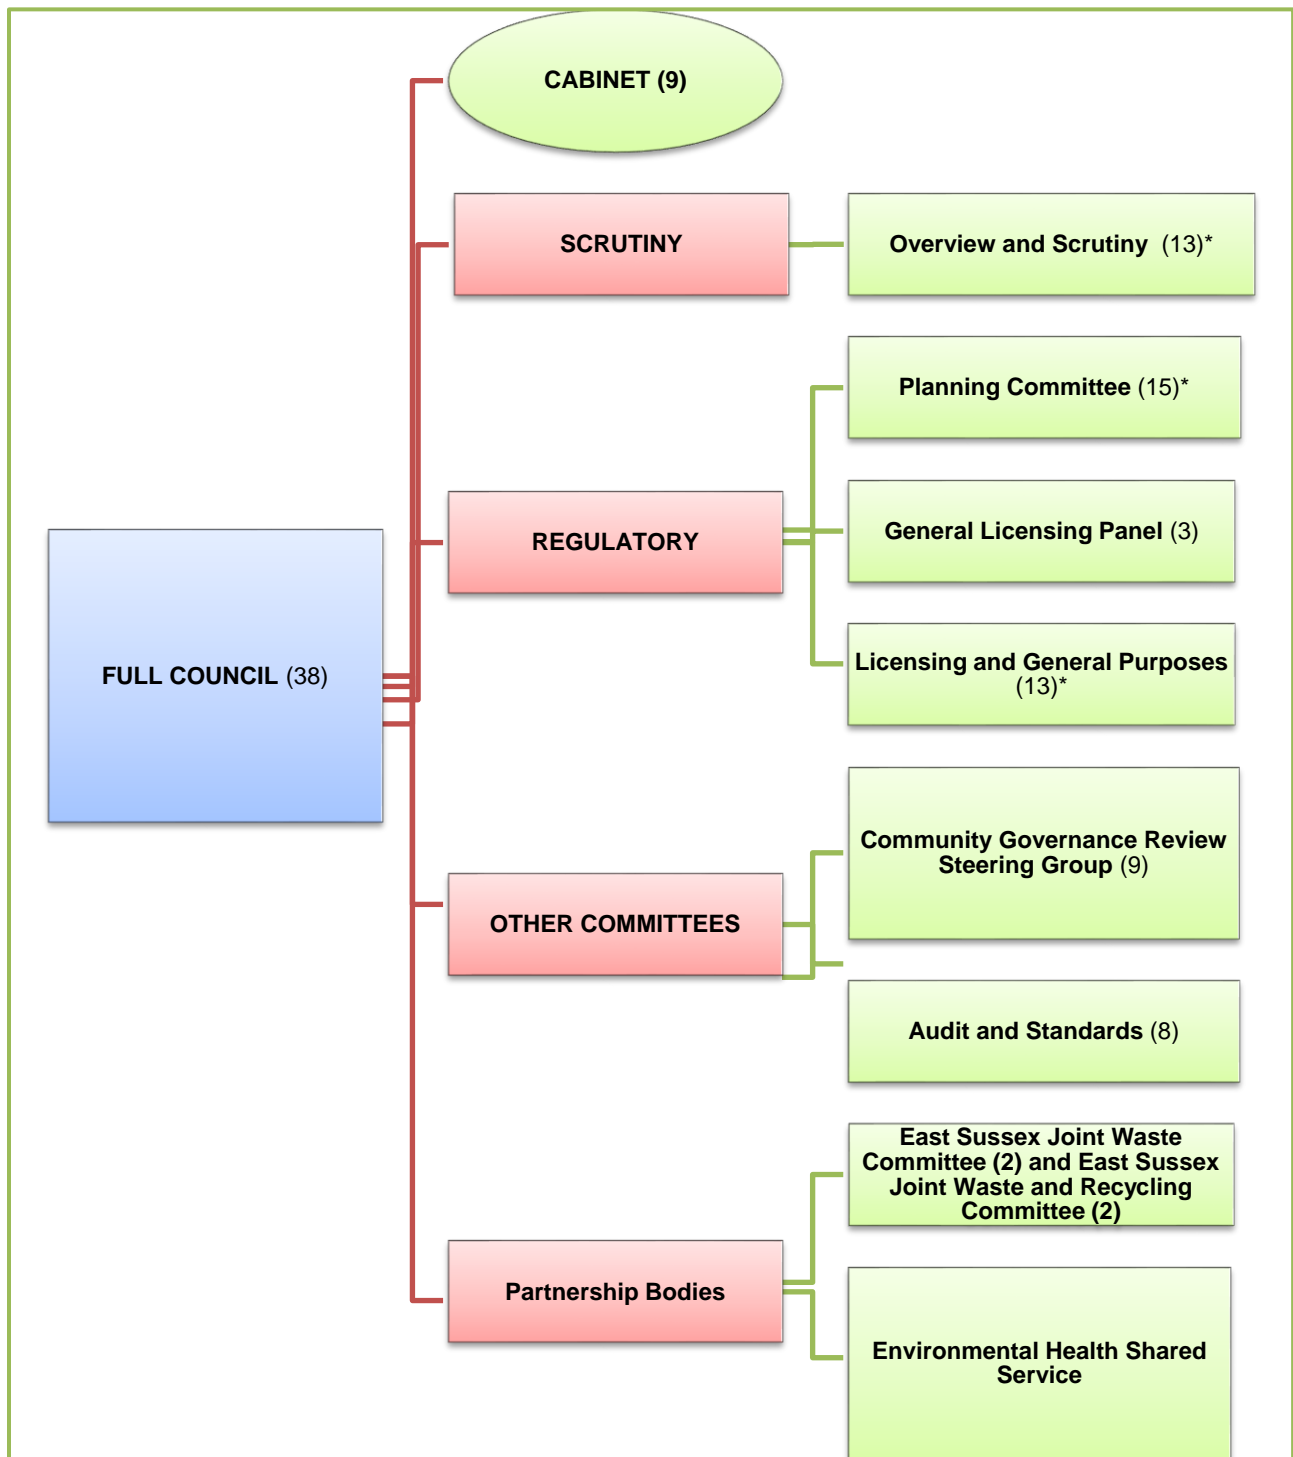 CABINET (9)
SCRUTINY
Overview and Scrutiny (13)*
Planning Committee (15)*
REGULATORY
General Licensing Panel (3)
Licensing and General Purposes
(13)*
FULL COUNCIL (38)
Community Governance Review
Steering Group (9)
OTHER COMMITTEES
Audit and Standards (8)
East Sussex Joint Waste
Committee (2) and East Sussex
Joint Waste and Recycling
Committee (2)
Partnership Bodies
Environmental Health Shared
Service